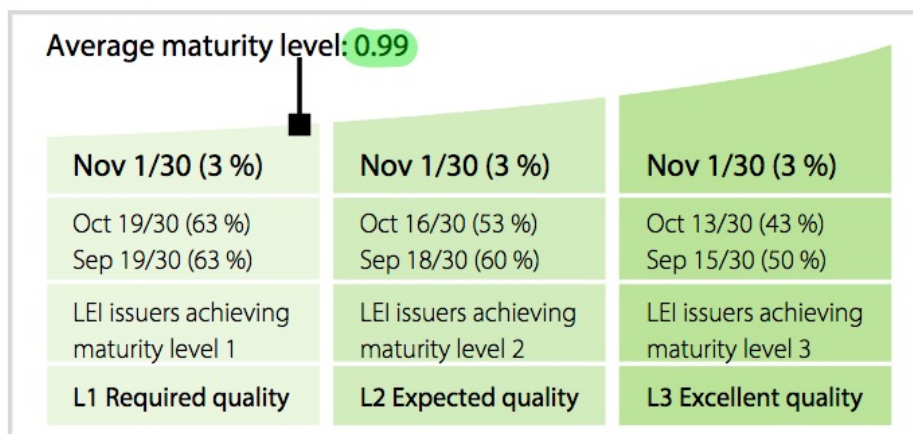 Average maturity level: 0.99
Nov 1/30 (3 %)
Oct 19/30 (63 %)
Sep 19/30 (63 %)
LEI issuers achieving
maturity level 1
L1 Required quality
Nov 1/30 (3 %)
Oct 16/30 (53 %)
Sep 18/30 (60 %)
LEI issuers achieving
maturity level 2
L2 Expected quality
Nov 1/30 (3 %)
Oct 13/30 (43 %)
Sep 15/30 (50 %)
LEI issuers achieving
maturity level 3
L3 Excellent quality